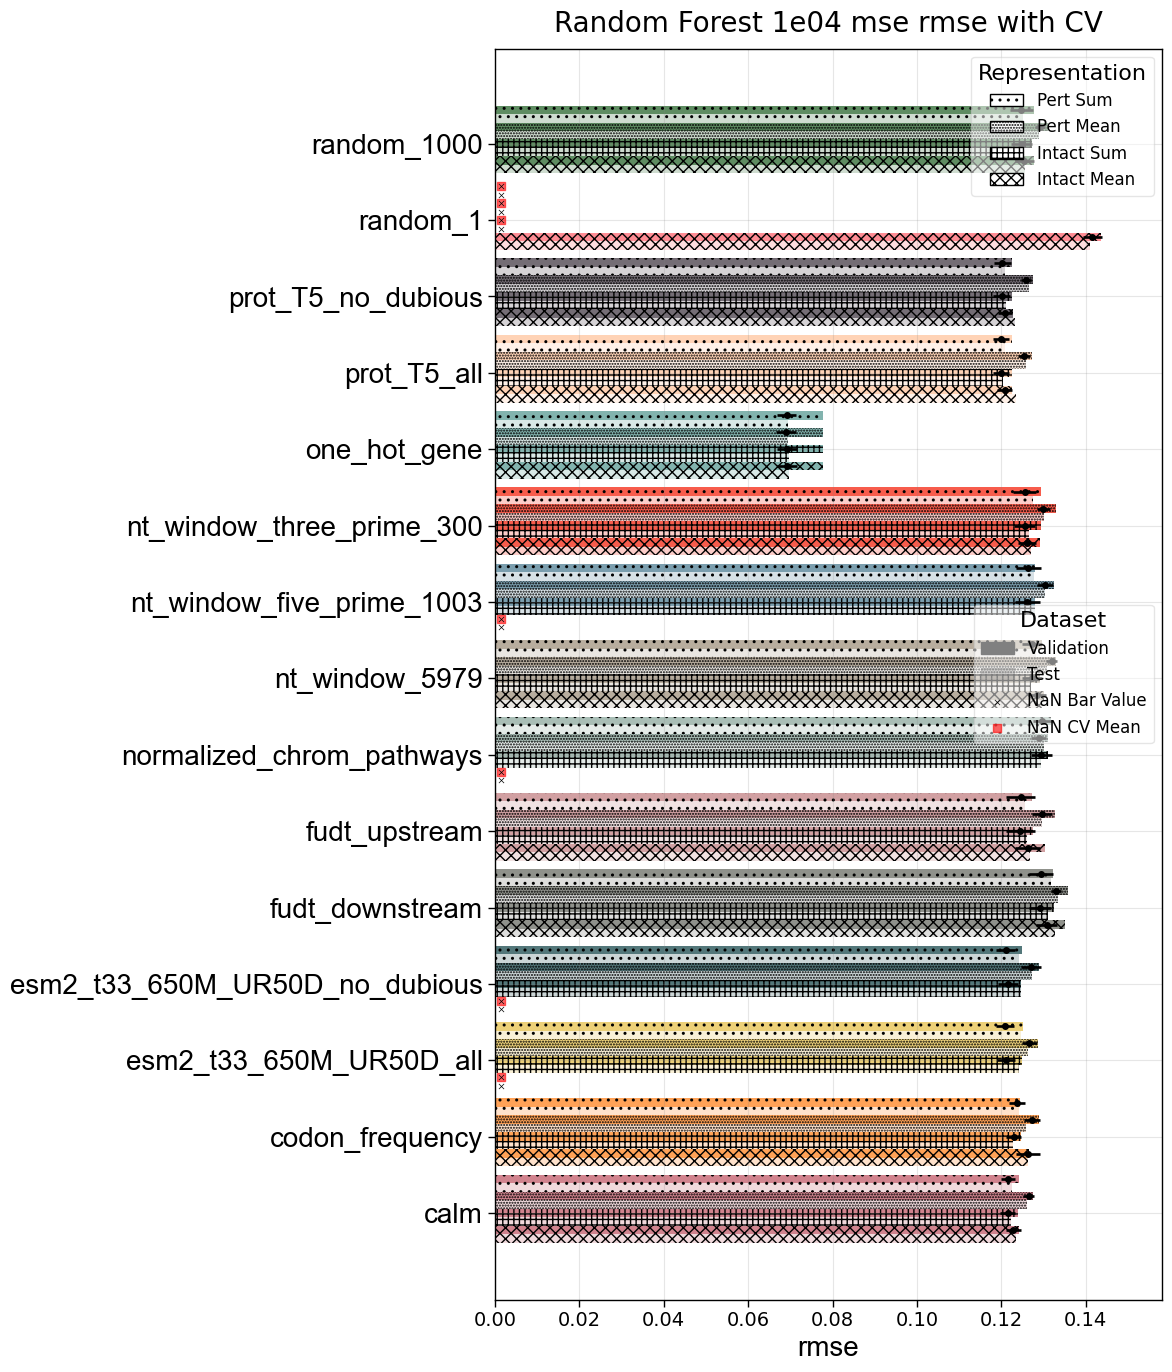 Random Forest 1e04 mse rmse with CV
Representation
Pert Sum
Pert Mean
Intact Sum
Intact Mean
random_1000
random_1
prot_T5_no_dubious
prot_T5_all
one_hot_gene
nt_window_three_prime_300
nt_window_five_prime_1003
Dataset
Validation
Test
NaN Bar Value
NaN CV Mean
nt_window_5979
normalized_chrom_pathways
fudt_upstream
fudt_downstream
esm2_t33_650M_UR50D_no_dubious
esm2_t33_650M_UR50D_all
codon_frequency
calm
0.00 0.02 0.04 0.06 0.08 0.10 0.12 0.14
rmse